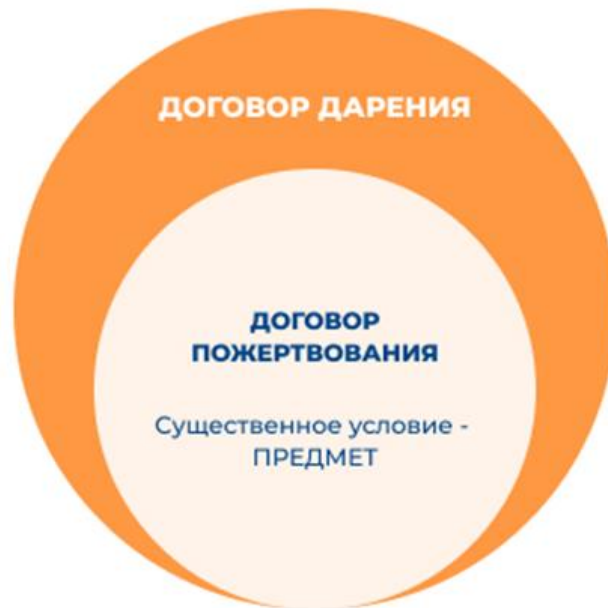 ДОГОВОР ДАРЕНИЯ
ДОГОВОР
ПОЖЕРТВОВАНИЯ
Существенное условие -
ПРЕДМЕТ